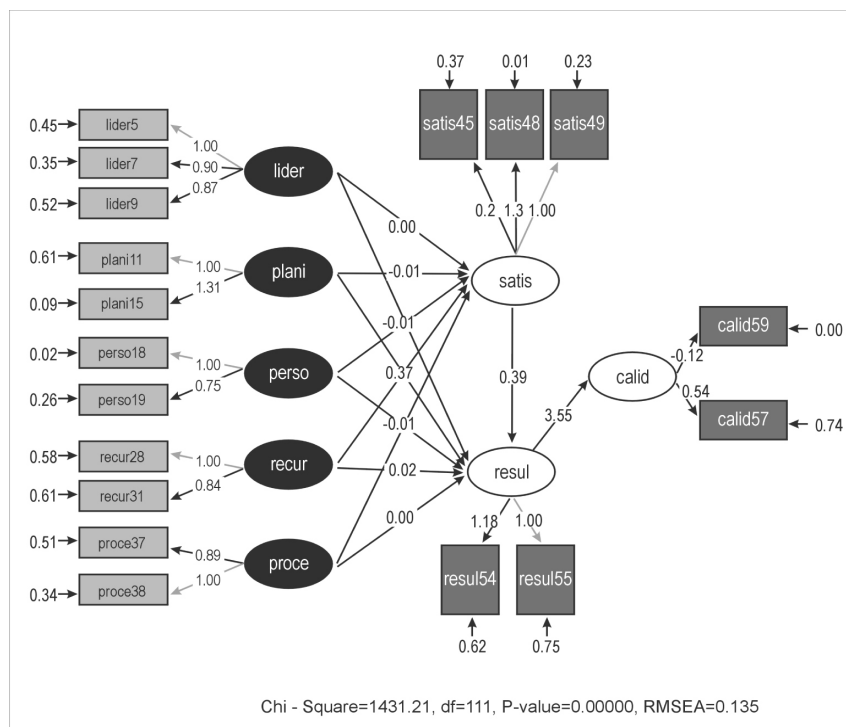 0.37 0.01 0.23
satis45 satis48 satis49
0.2 1.3 1.00
0.45 lider5 1.00
0.35 lider7 0.90
0.52 lider9 0.87
lider
0.61 plani11 1.00
0.09 plani15 1.31
plani
0.02 perso18 1.00
0.26 perso19 0.75
perso
0.58 recur28 1.00
0.61 recur31 0.84
recur
0.51 proce37 0.89
0.34 proce38 1.00
proce
0.00
-0.01
-0.01
0.37
-0.01
0.02
0.00
satis
0.39
resul
3.55
calid
-0.12 calid59 0.00
0.54 calid57 0.74
1.18 1.00
resul54 resul55
0.62 0.75
Chi - Square=1431.21, df=111, P-value=0.00000, RMSEA=0.135